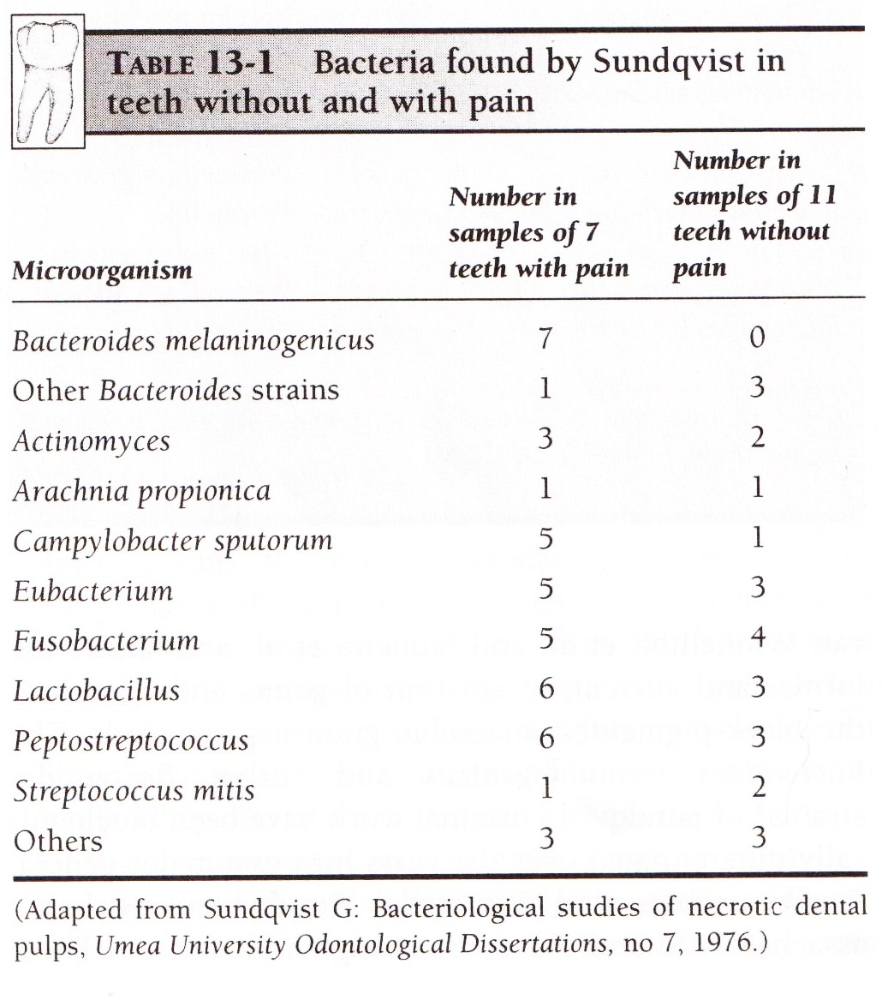 TABLE 13-1 Bacteria found by Sundqvist in
teeth without and with pain
Microorganism
Number in
samples of 7
teeth with pain
Number in
samples of 11
teeth without
pain
Bacteroides melaninogenicus 7 0
Other Bacteroides strains 1 3
Actinomyces 3 2
Arachnia propionica 1 1
Campylobacter sputorum 5 1
Eubacterium 5 3
Fusobacterium 5 4
Lactobacillus 6 3
Peptostreptococcus 6 3
Streptococcus mitis 1 2
Others 3 3
(Adapted from Sundqvist G: Bacteriological studies of necrotic dental
pulps, Umea University Odontological Dissertations, no 7, 1976.)